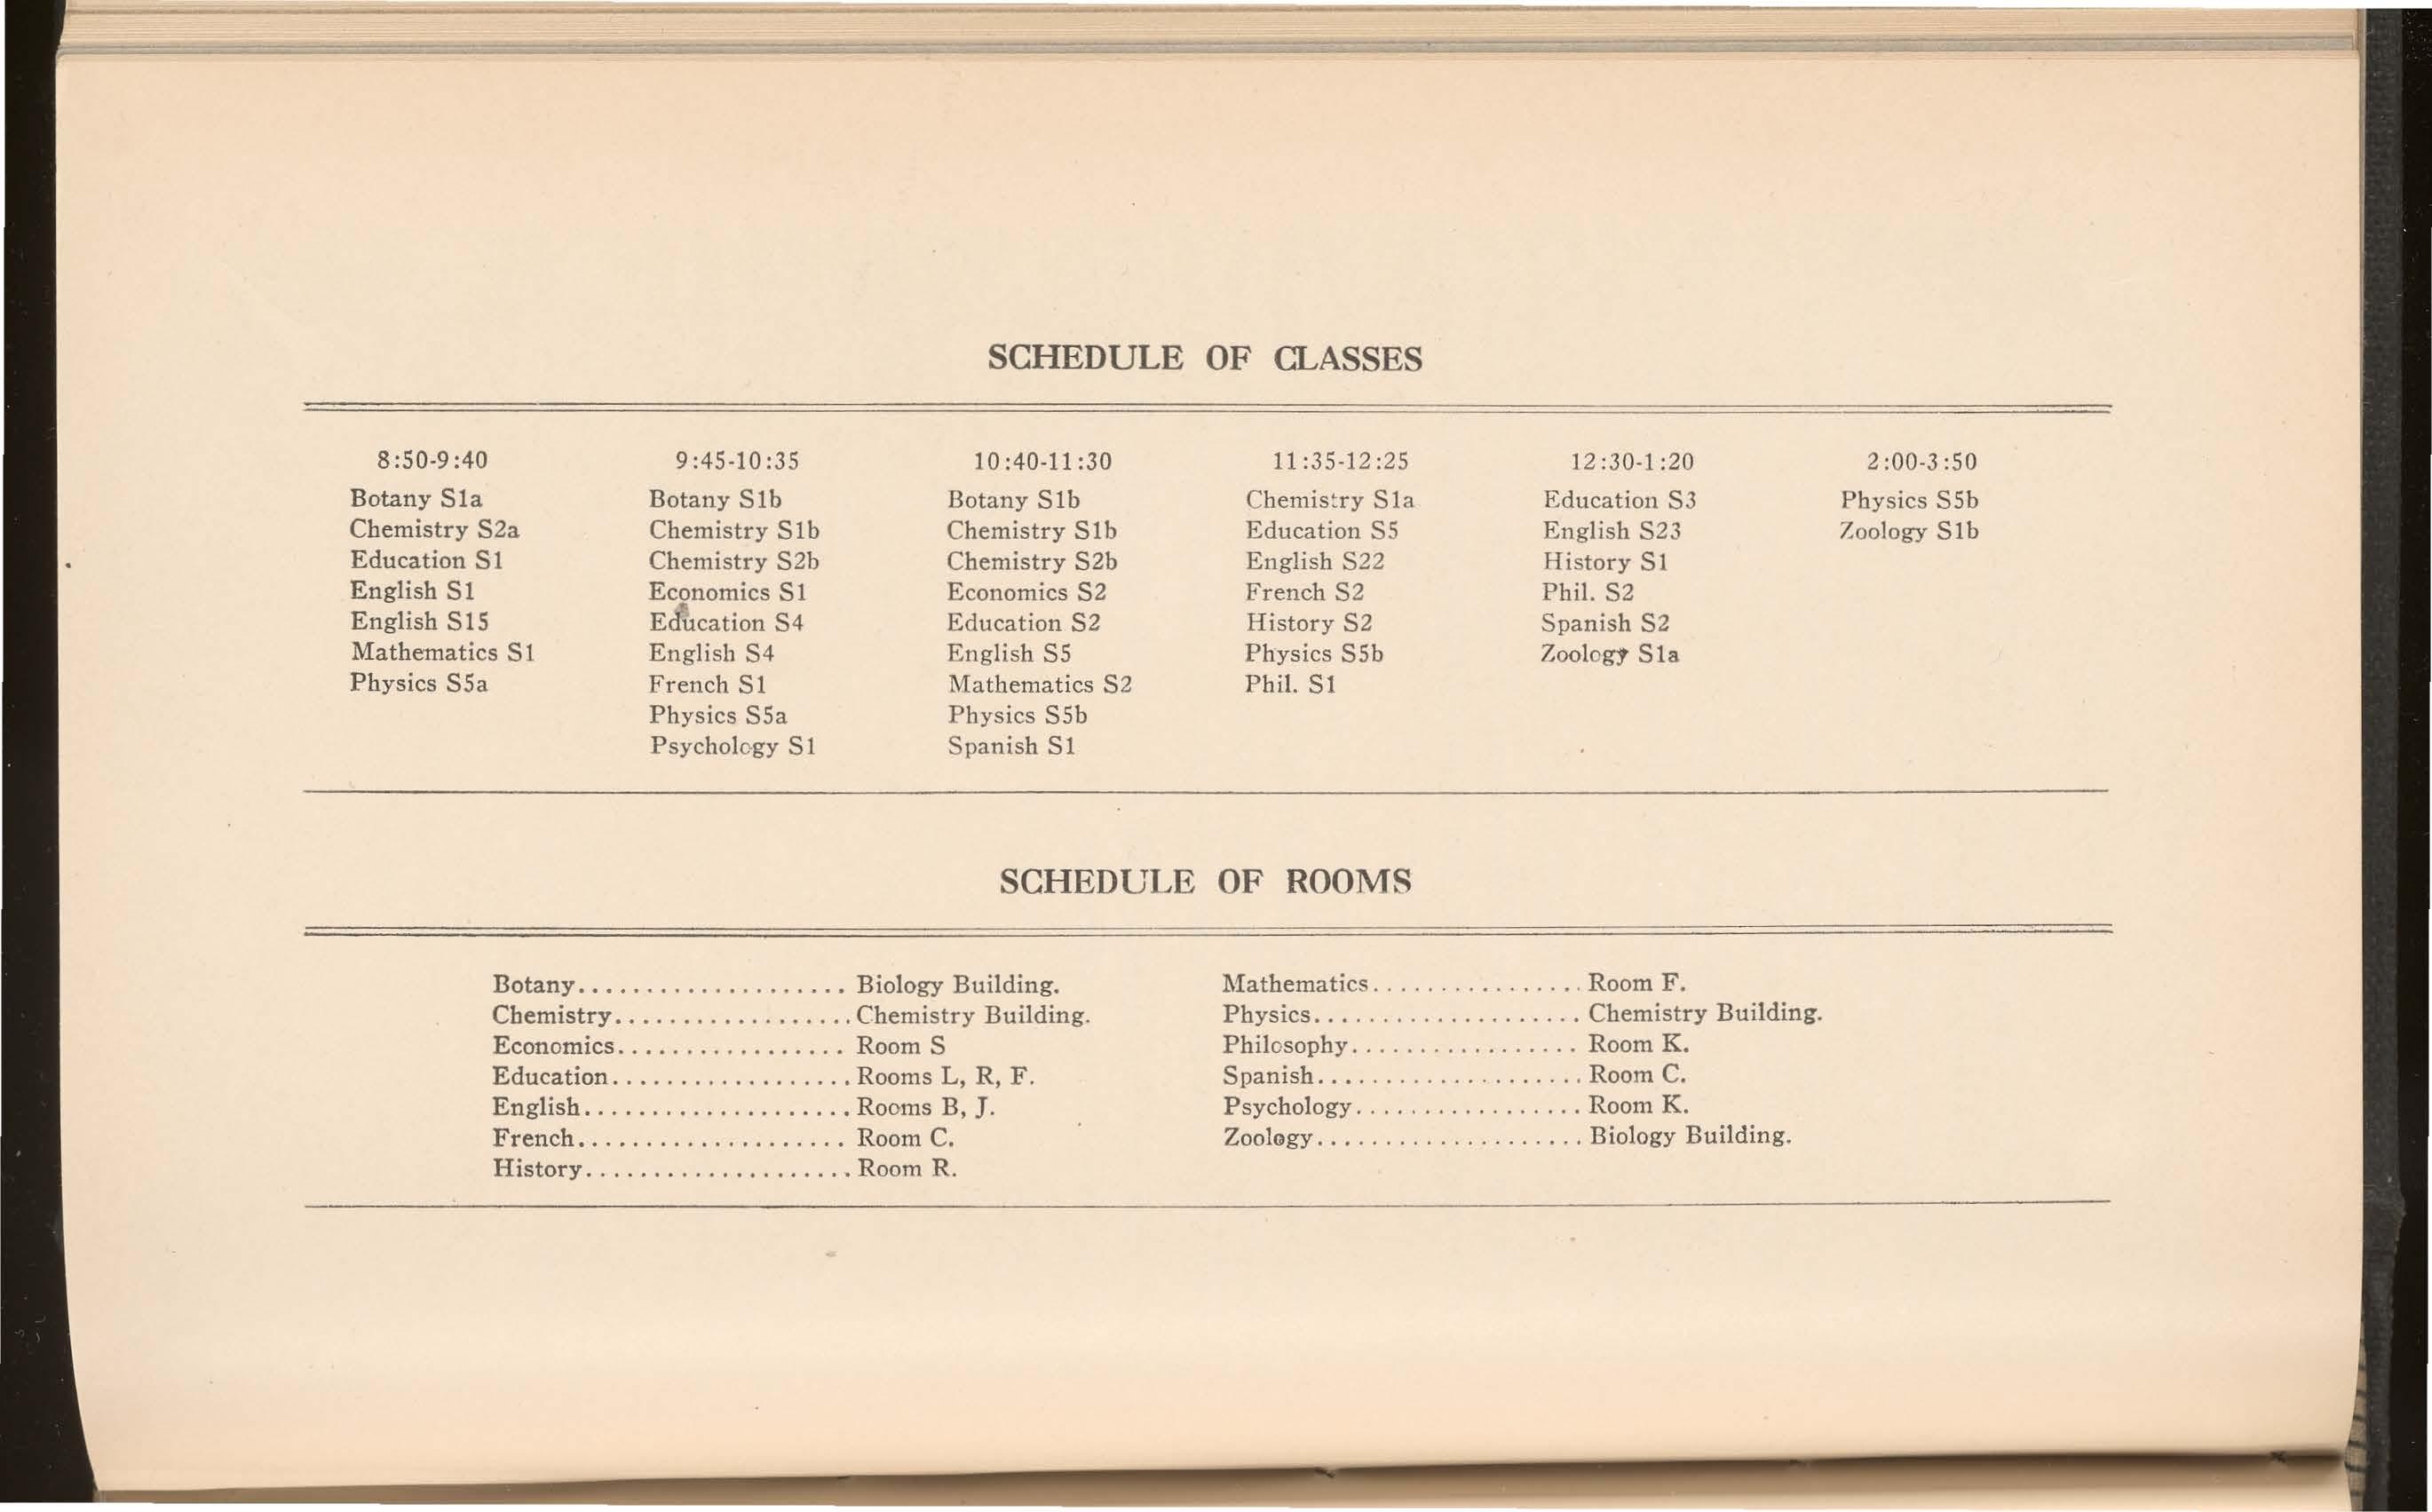 SCHEDULE OF CLASSES
8:50-9:40 9:45-10:35 10:40-11:30 11:35-12:25 12:30-1:20 2:00-3:50
Botany S1a Botany S1b Botany S1b Chemistry S1a Education S3 Physics S5b
Chemistry S2a Chemistry S1b Chemistry S1b Education S5 English S23 Zoology S1b
Education S1 Chemistry S2b Chemistry S2b English S22 History S1
English S1 Economics S1 Economics S2 French S2 Phil. S2
English S15 Education S4 Education S2 History S2 Spanish S2
Mathematics S1 English S4 English S5 Physics S5b Zoology S1a
Physics S5a French S1 Mathematics S2 Phil. S1
Physics S5a Physics S5b
Psychology S1 Spanish S1
SCHEDULE OF ROOMS
Botany.................... Biology Building. Mathematics................ Room F.
Chemistry.................. Chemistry Building. Physics.................... Chemistry Building.
Economics................. Room S Philosophy................. Room K.
Education.................. Rooms L, R, F. Spanish.................... Room C.
English.................... Rooms B, J. Psychology................. Room K.
French.................... Room C. Zoology.................... Biology Building.
History.................... Room R.